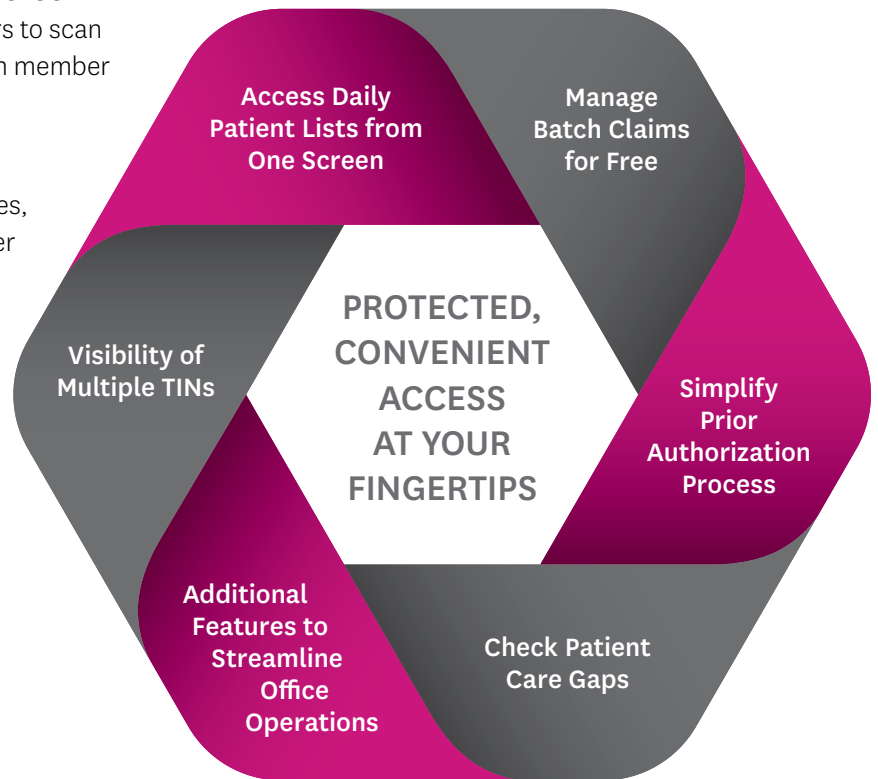 rs to scan
member
es,
er
Access Daily
Patient Lists from
One Screen
Manage
Batch Claims
for Free
Simplify
Prior
Authorization
Process
Check Patient
Care Gaps
Additional
Features to
Streamline
Office
Operations
Visibility of
Multiple TINs
PROTECTED,
CONVENIENT
ACCESS
AT YOUR
FINGERTIPS